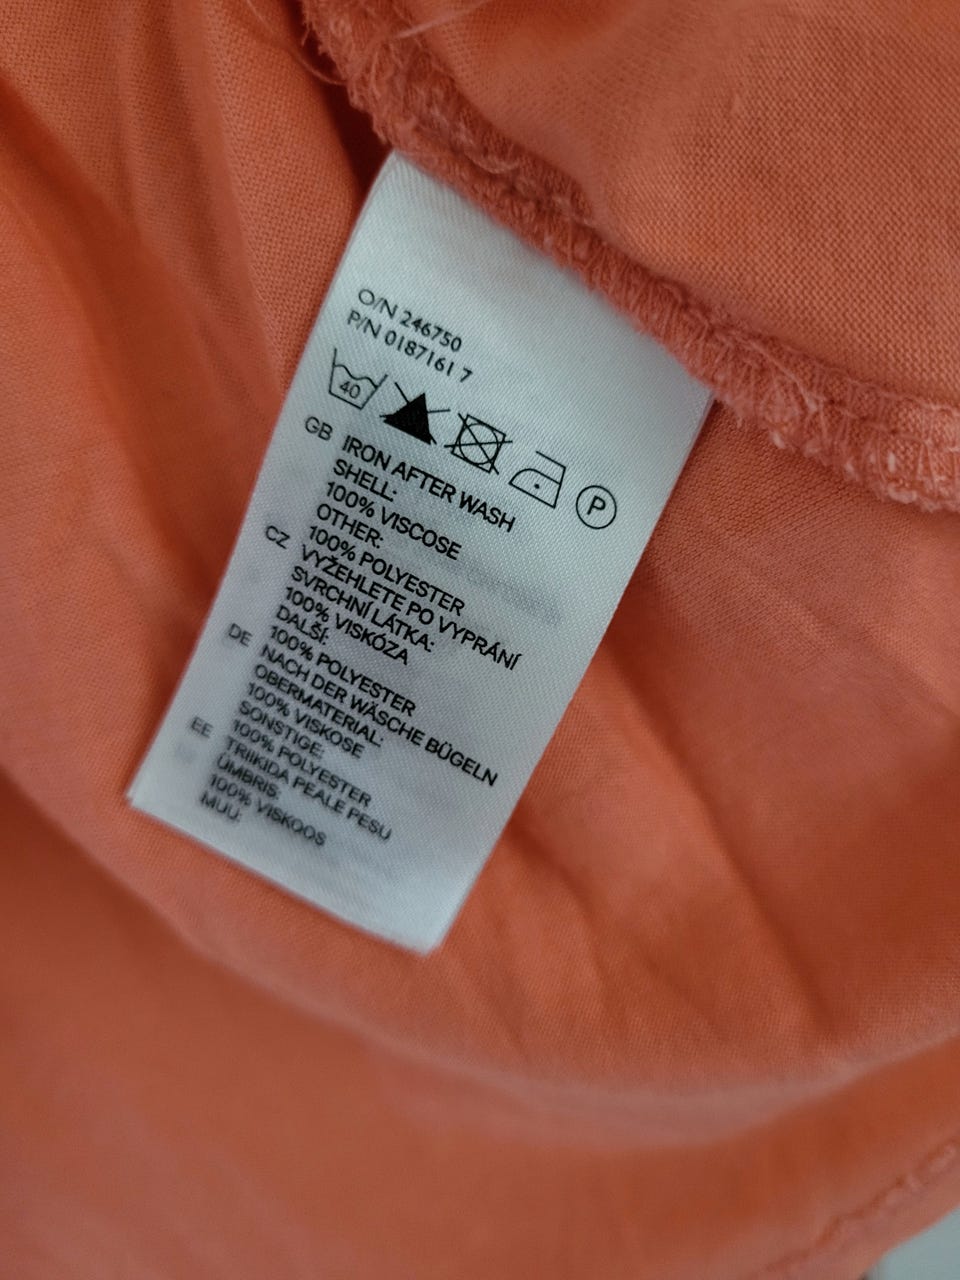 O/N 246750
P/N 0187161 7
40
P
GB IRON AFTER WASH
SHELL:
100% VISCOSE
OTHER:
100% POLYESTER
CZ VYŽEHLETE PO VYPRÁNÍ
SVRCHNÍ LÁTKA:
100% VISKÓZA
DALŠÍ:
100% POLYESTER
DE NACH DER WÄSCHE BÜGELN
OBERMATERIAL:
100% VISKOSE
SONSTIGE:
100% POLYESTER
EE TRIIKIDA PEALE PESU
ÜMBRIS:
100% VISKOOS
MUU: